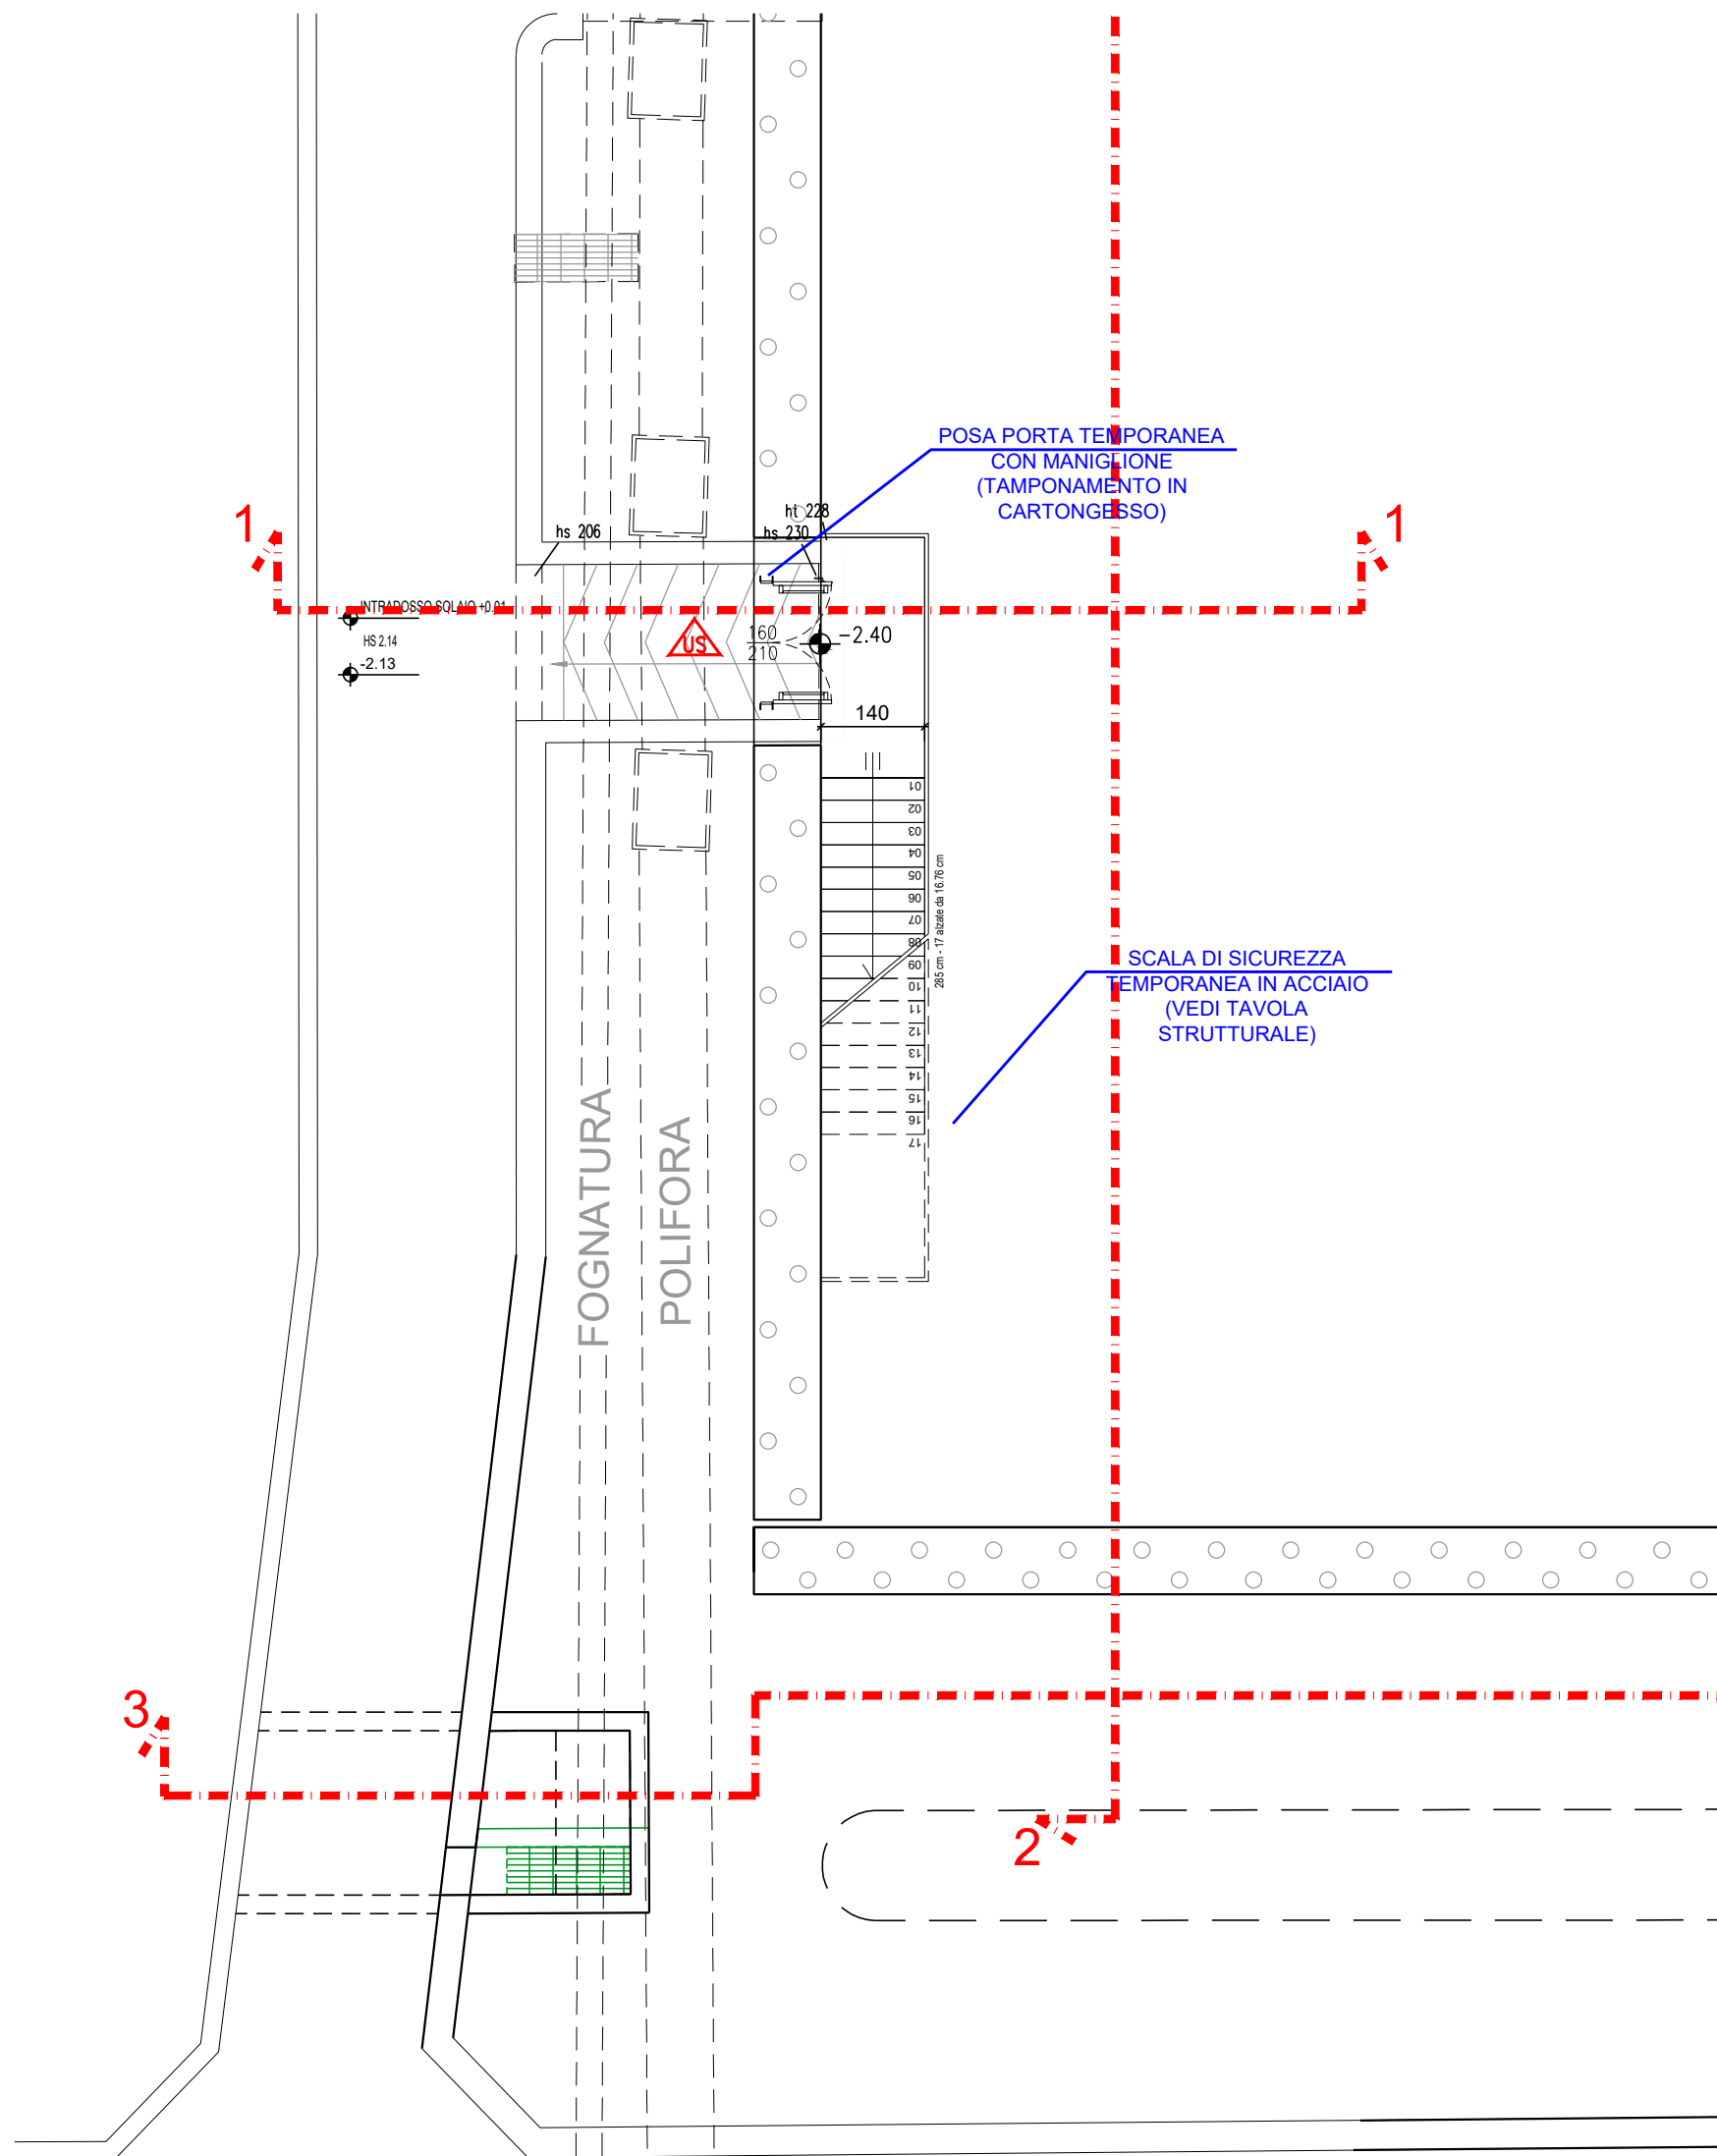 POSA PORTA TEMPORANEA
CON MANIGLIONE
(TAMPONAMENTO IN
CARTONGESSO)
1
1
ht 228
hs 230
hs 206
INTRADOSSO SOLAIO +0.01
HS 2.14
-2.13
US
160
210
-2.40
140
01
02
03
04
05
06
07
08
09
10
11
12
13
14
15
16
17
285 cm - 17 alzate da 16.76 cm
SCALA DI SICUREZZA
TEMPORANEA IN ACCIAIO
(VEDI TAVOLA
STRUTTURALE)
FOGNATURA
POLIFORA
3
2